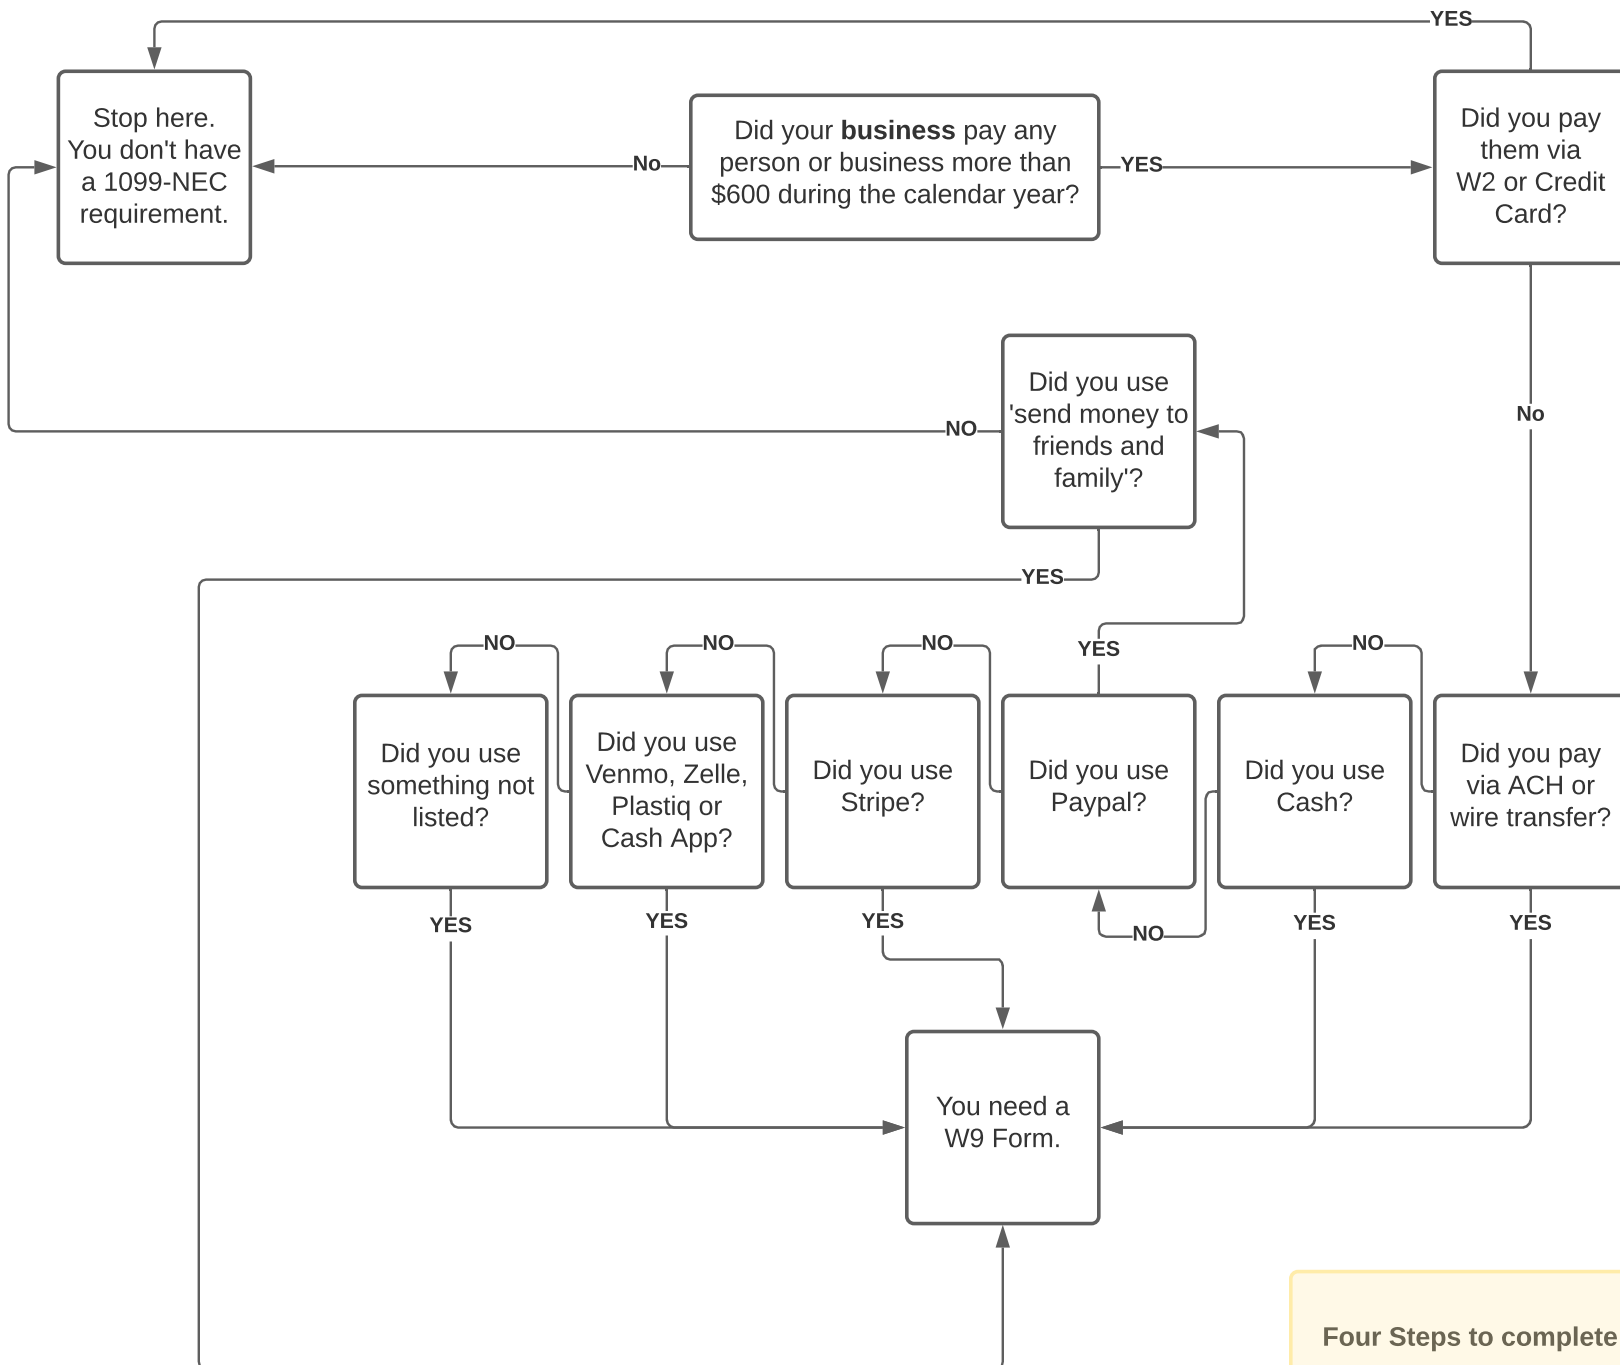 YES
Stop here.
You don't have
a 1099-NEC
requirement.
No
Did your business pay any
person or business more than
$600 during the calendar year?
YES
Did you pay
them via
W2 or Credit
Card?
No
Did you use
'send money to
friends and
family'?
NO
YES
YES
NO
NO
NO
NO
Did you use
something not
listed?
Did you use
Venmo, Zelle,
Plastiq or
Cash App?
Did you use
Stripe?
Did you use
Paypal?
Did you use
Cash?
Did you pay
via ACH or
wire transfer?
YES
YES
YES
NO
YES
YES
You need a
W9 Form.
Four Steps to complete